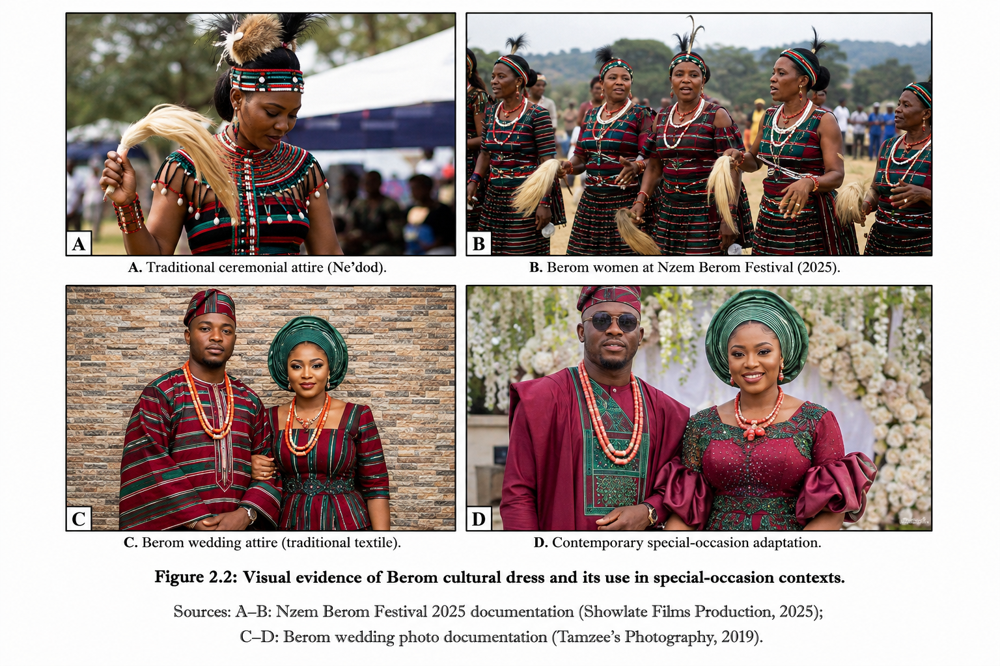 A
B
A. Traditional ceremonial attire (Ne’dod).
B. Berom women at Nzem Berom Festival (2025).
C
D
C. Berom wedding attire (traditional textile).
D. Contemporary special-occasion adaptation.
Figure 2.2: Visual evidence of Berom cultural dress and its use in special-occasion contexts.
Sources: A–B: Nzem Berom Festival 2025 documentation (Showlate Films Production, 2025);
C–D: Berom wedding photo documentation (Tamzee’s Photography, 2019).